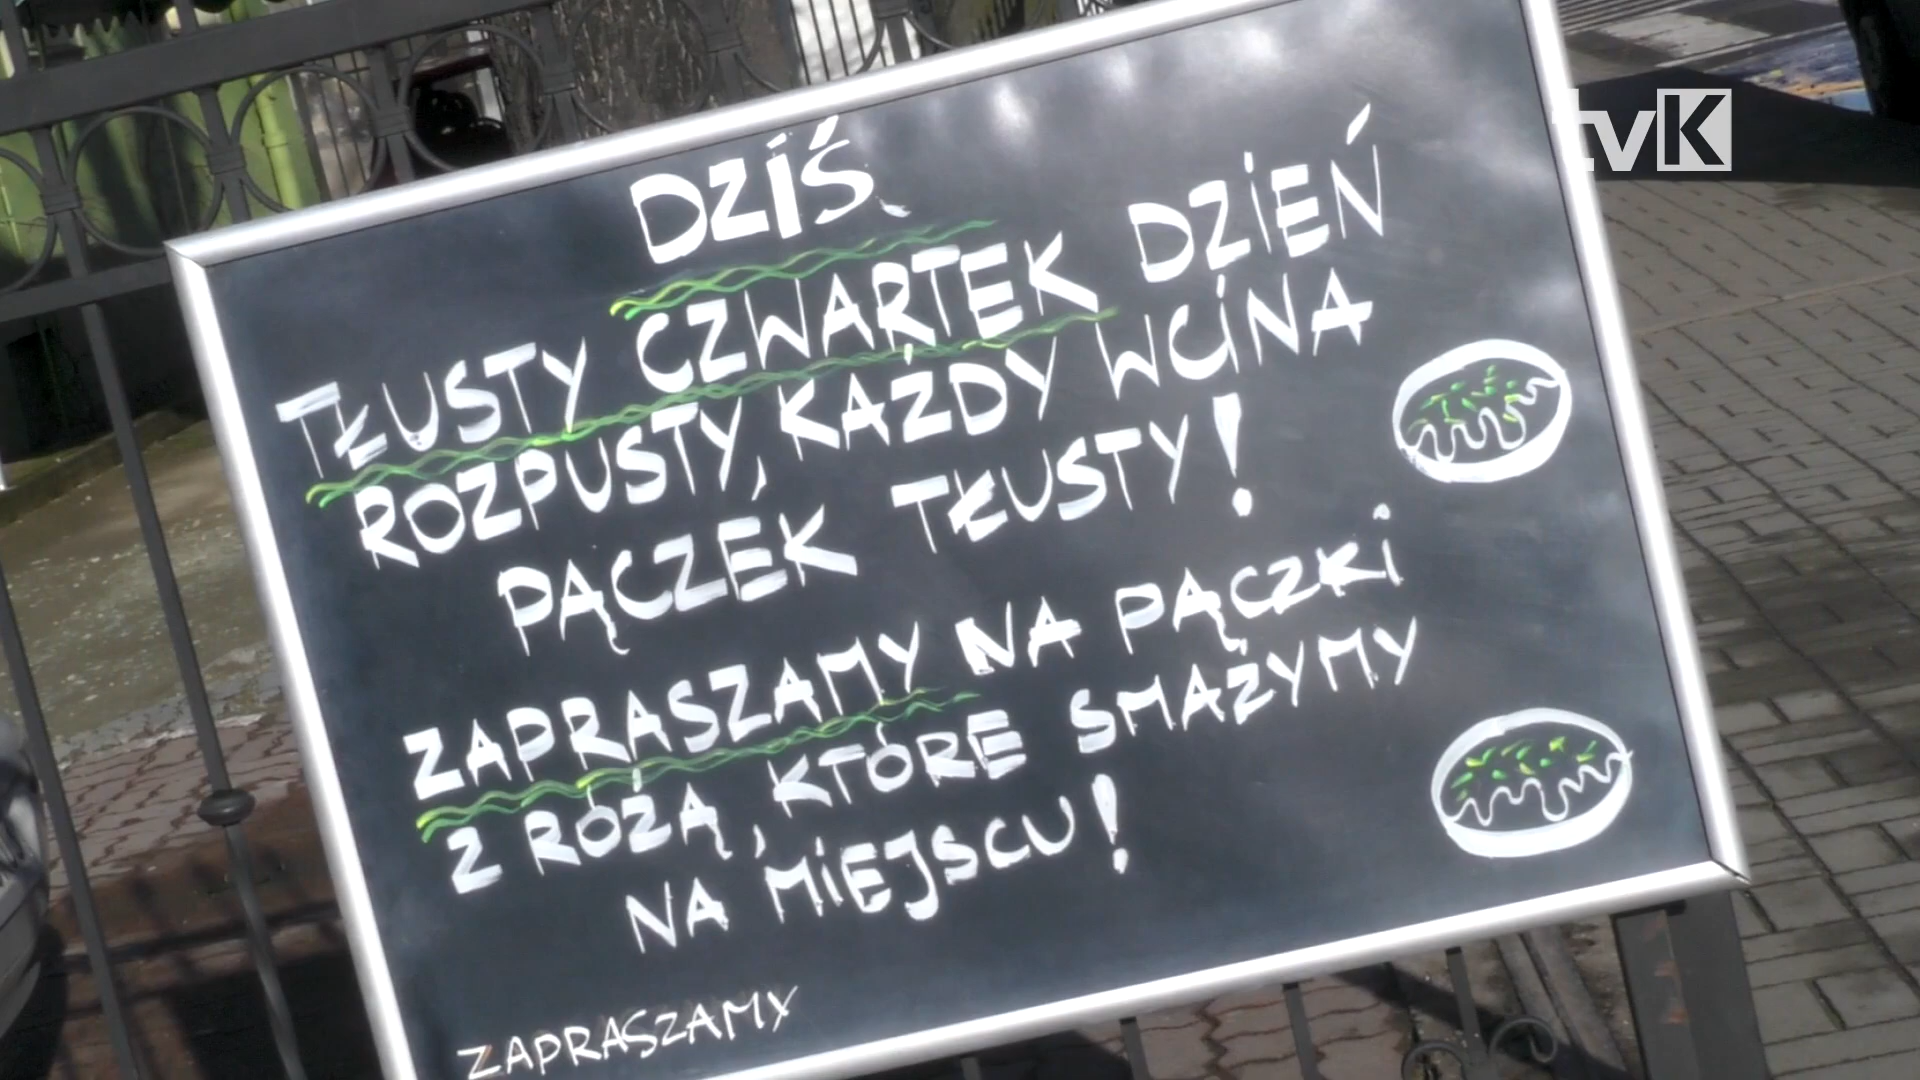 DZIŚ
TŁUSTY CZWARTEK DZIEŃ
ROZPUSTY, KAŻDY WCINA
PĄCZEK TŁUSTY!
ZAPRASZAMY NA PĄCZKI
Z RÓŻĄ, KTÓRE SMAŻYMY
NA MIEJSCU!
ZAPRASZAMY
tvK